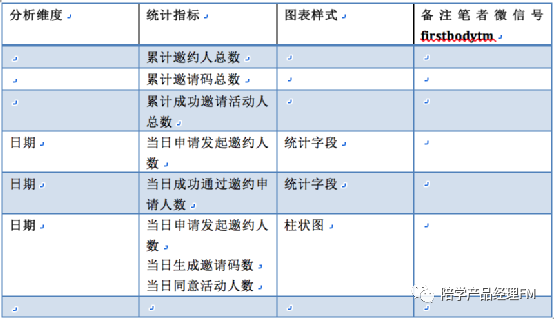 分析维度 统计指标 图表样式 备注笔者微信号
firstbodytm
累计邀约人总数
累计邀请码总数
累计成功邀请活动人
总数
日期 当日申请发起邀约人 统计字段
数
日期 当日成功通过邀约申 统计字段
请人数
日期 当日申请发起邀约人 柱状图
数
当日生成邀请码数
当日同意活动人数
陪学产品经理FM